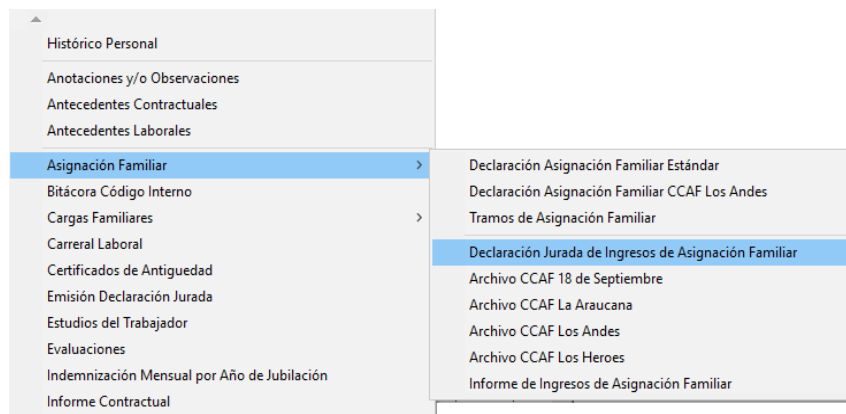 Histórico Personal
Anotaciones y/o Observaciones
Antecedentes Contractuales
Antecedentes Laborales
Asignación Familiar
Bitácora Código Interno
Cargas Familiares
Carreral Laboral
Certificados de Antiguedad
Emisión Declaración Jurada
Estudios del Trabajador
Evaluaciones
Indemnización Mensual por Año de Jubilación
Informe Contractual
Declaración Asignación Familiar Estándar
Declaración Asignación Familiar CCAF Los Andes
Tramos de Asignación Familiar
Declaración Jurada de Ingresos de Asignación Familiar
Archivo CCAF 18 de Septiembre
Archivo CCAF La Araucana
Archivo CCAF Los Andes
Archivo CCAF Los Heroes
Informe de Ingresos de Asignación Familiar